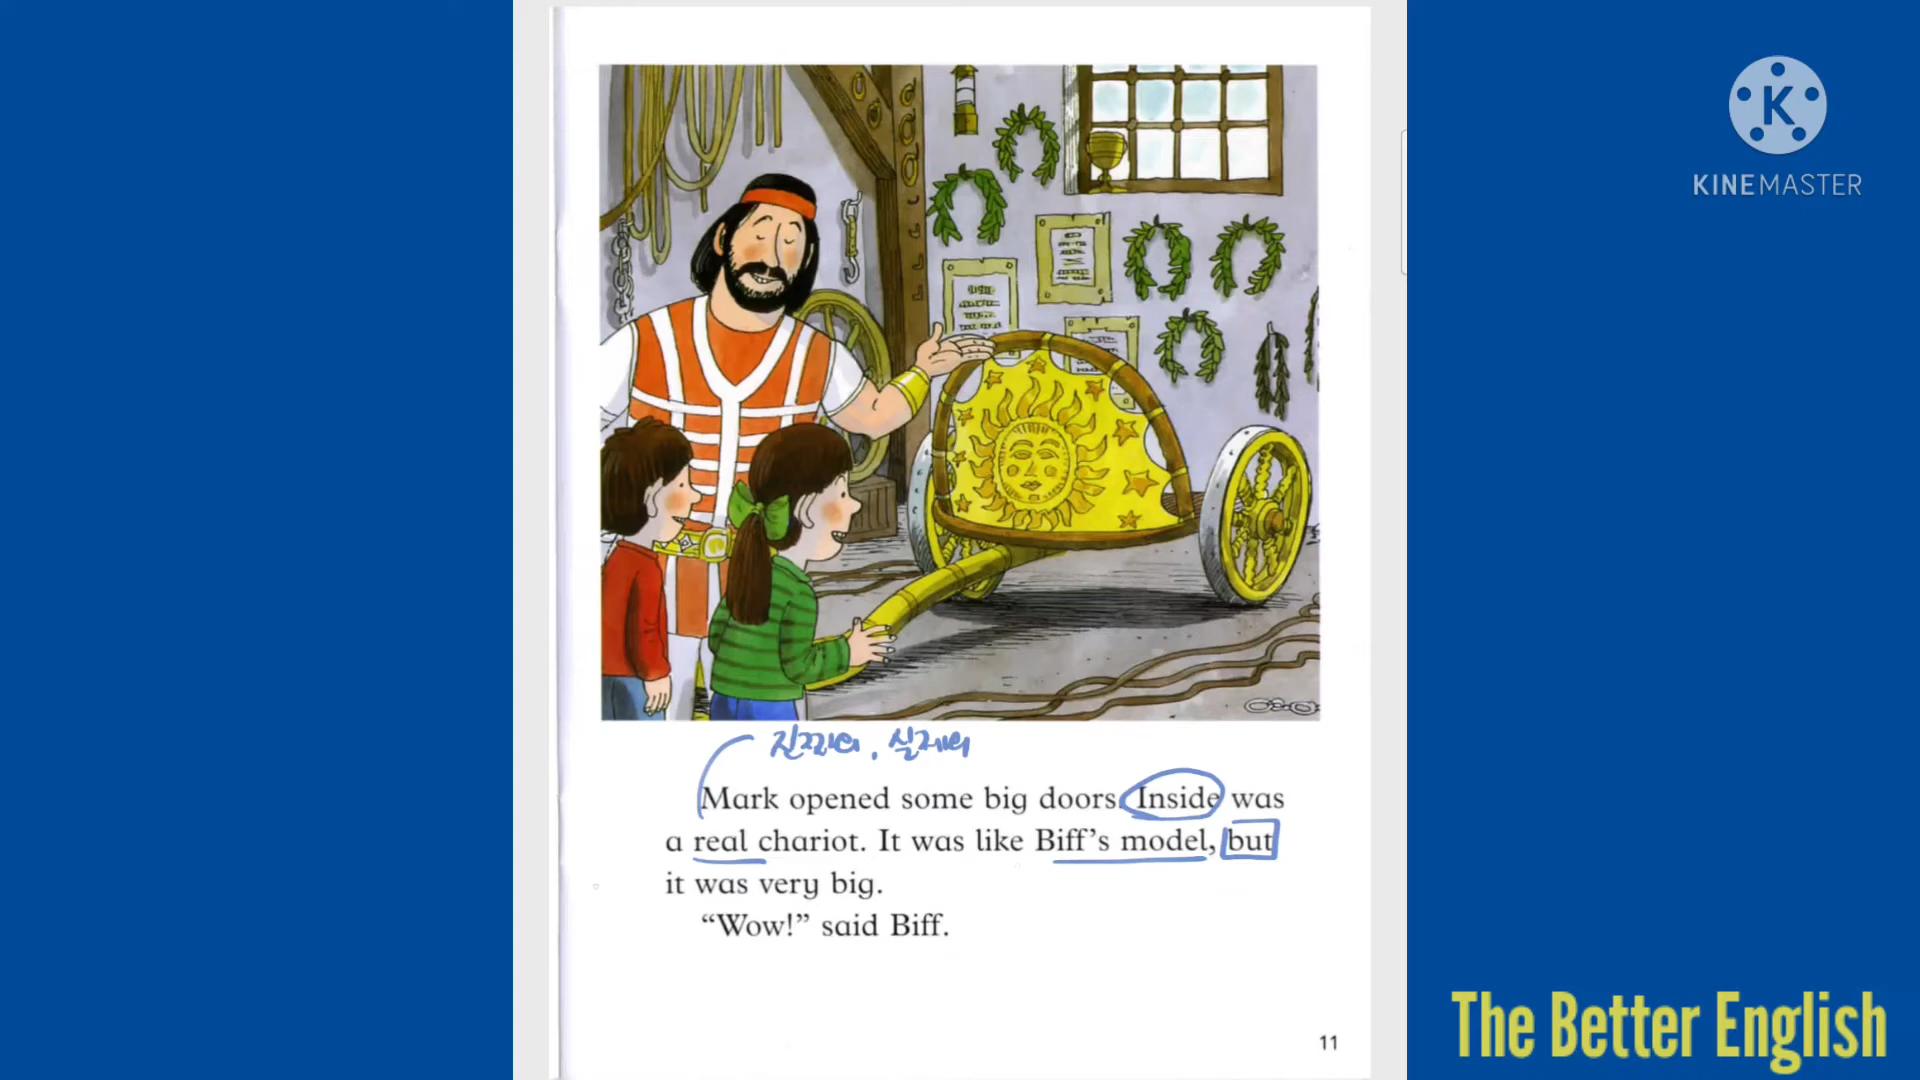 KINEMASTER
진짜의, 실제의
Mark opened some big doors. Inside was
a real chariot. It was like Biff's model, but
it was very big.
"Wow!" said Biff.
11
The Better English